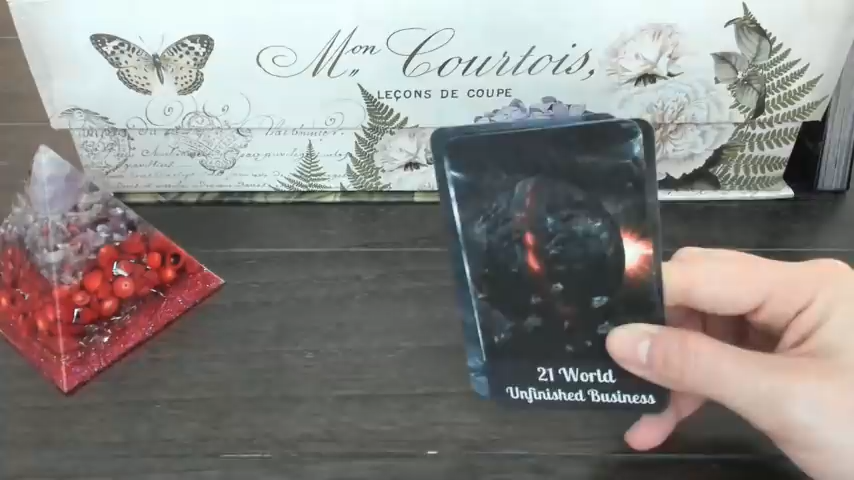 Mon Courtois,
LEÇONS DE COUPE
21 World
Unfinished Business